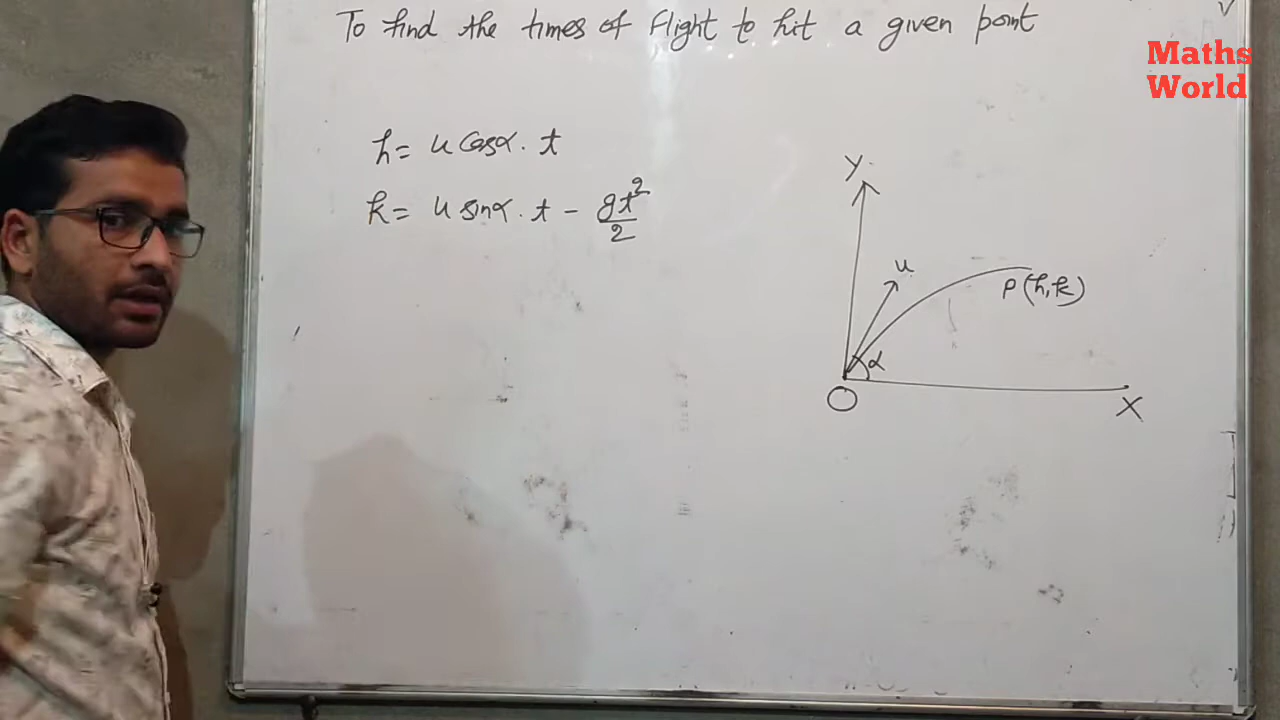 To find the times of flight to hit a given point
Maths
World
h = u cosα . t
k = u sinα . t - gt²/2
Y
u
P(h,k)
α
O
X